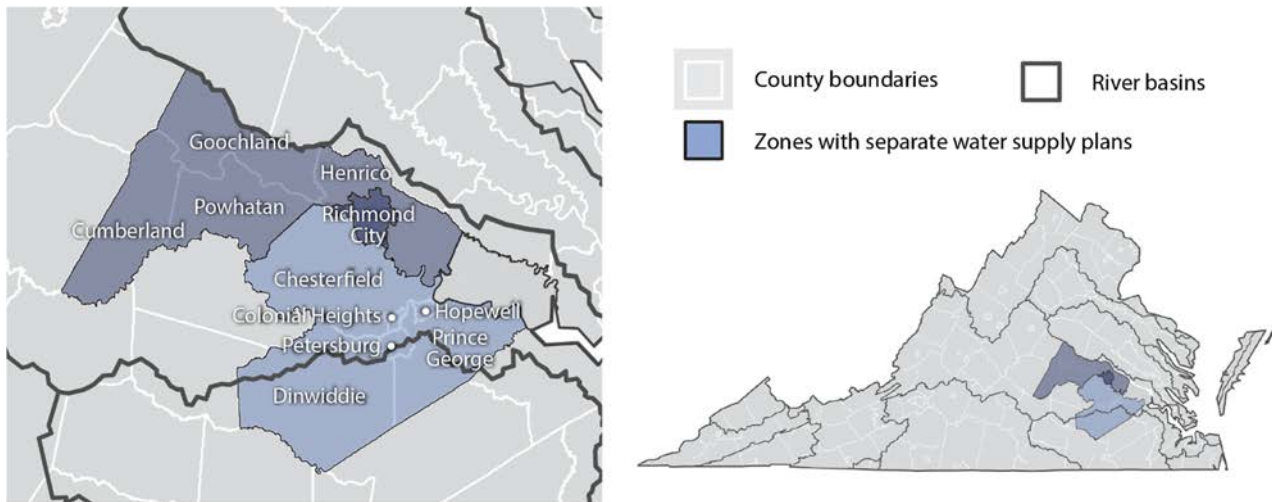 Goochland
Henrico
Powhatan
Richmond
City
Cumberland
Chesterfield
Colonial Heights
Hopewell
Petersburg
Prince
George
Dinwiddie
County boundaries
River basins
Zones with separate water supply plans